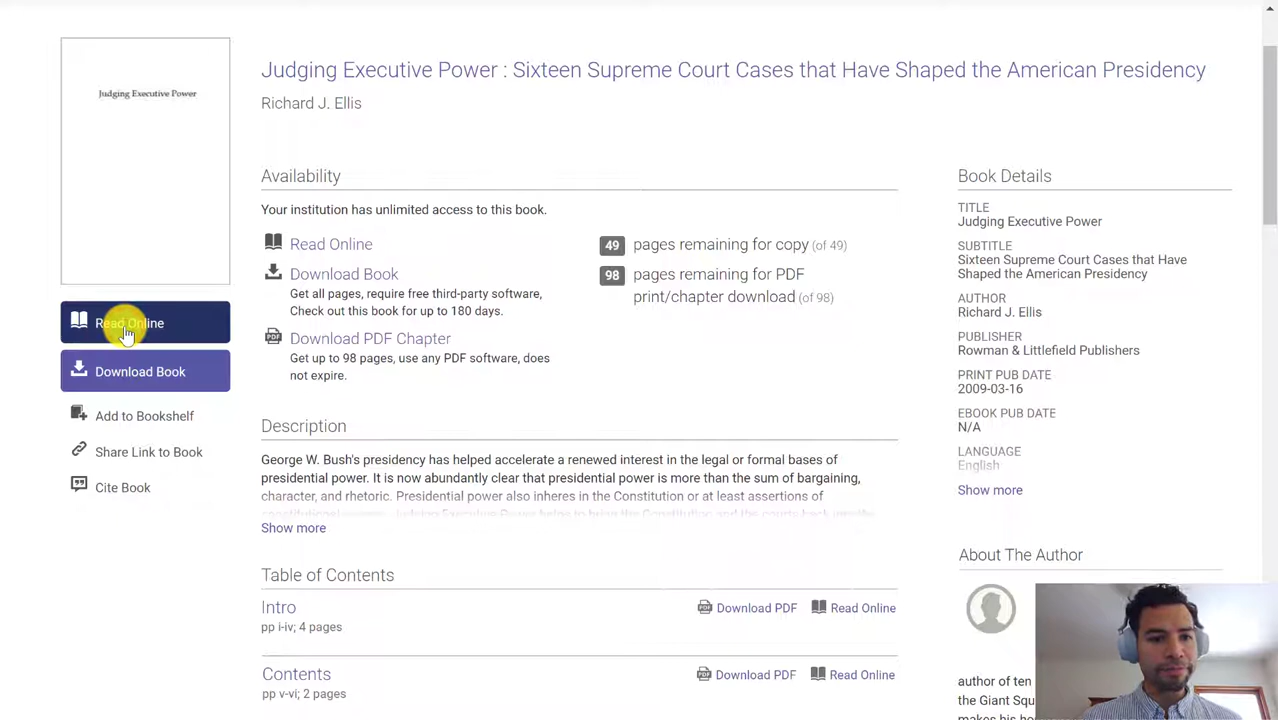 Judging Executive Power
Judging Executive Power : Sixteen Supreme Court Cases that Have Shaped the American Presidency
Richard J. Ellis
Availability
Your institution has unlimited access to this book.
Read Online
Download Book
Get all pages, require free third-party software,
Check out this book for up to 180 days.
PDF
Download PDF Chapter
Get up to 98 pages, use any PDF software, does
not expire.
49 pages remaining for copy (of 49)
98 pages remaining for PDF
print/chapter download (of 98)
Read Online
Download Book
Add to Bookshelf
Share Link to Book
Cite Book
Description
George W. Bush's presidency has helped accelerate a renewed interest in the legal or formal bases of
presidential power. It is now abundantly clear that presidential power is more than the sum of bargaining,
character, and rhetoric. Presidential power also inheres in the Constitution or at least assertions of
Show more
Table of Contents
Intro
pp i-iv; 4 pages
PDF Download PDF Read Online
Contents
pp v-vi; 2 pages
PDF Download PDF Read Online
Book Details
TITLE
Judging Executive Power
SUBTITLE
Sixteen Supreme Court Cases that Have
Shaped the American Presidency
AUTHOR
Richard J. Ellis
PUBLISHER
Rowman & Littlefield Publishers
PRINT PUB DATE
2009-03-16
EBOOK PUB DATE
N/A
LANGUAGE
English
Show more
About The Author
author of ten
the Giant Squ
makes his ho